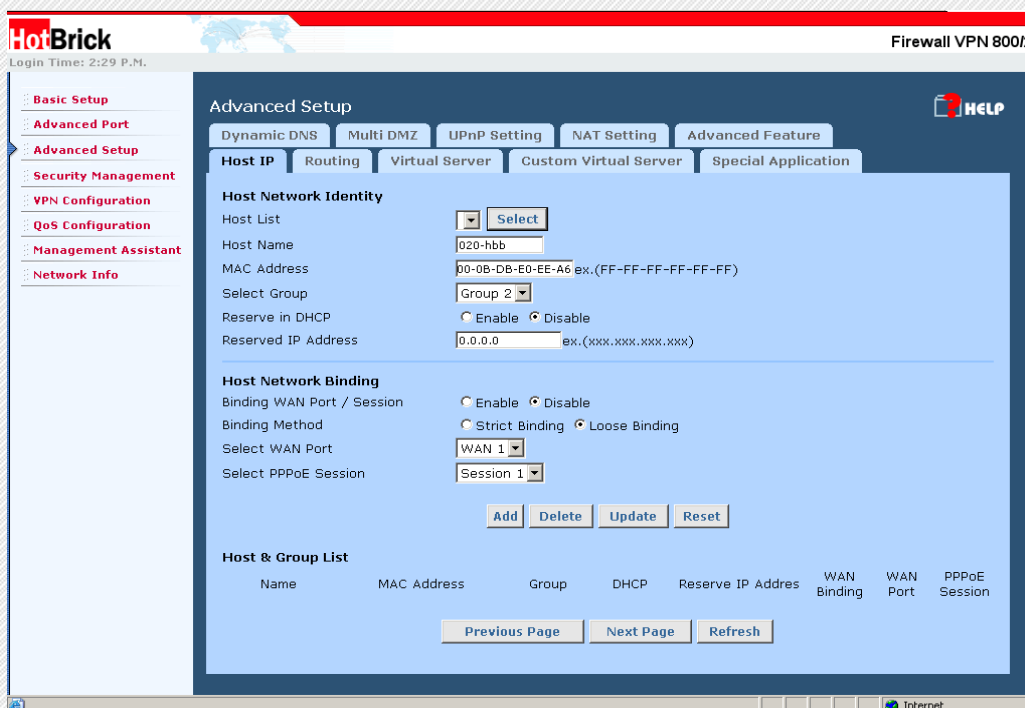 HotBrick
Firewall VPN 800/
Login Time: 2:29 P.M.
Basic Setup
Advanced Port
Advanced Setup
Security Management
VPN Configuration
QoS Configuration
Management Assistant
Network Info
Advanced Setup
HELP
Dynamic DNS Multi DMZ UPnP Setting NAT Setting Advanced Feature
Host IP Routing Virtual Server Custom Virtual Server Special Application
Host Network Identity
Host List Select
Host Name 020-hbb
MAC Address 00-0B-DB-E0-EE-A6 ex.(FF-FF-FF-FF-FF-FF)
Select Group Group 2
Reserve in DHCP Enable Disable
Reserved IP Address 0.0.0.0 ex.(xxx.xxx.xxx.xxx)
Host Network Binding
Binding WAN Port / Session Enable Disable
Binding Method Strict Binding Loose Binding
Select WAN Port WAN 1
Select PPPoE Session Session 1
Add Delete Update Reset
Host & Group List
Name MAC Address Group DHCP Reserve IP Addres WAN Binding WAN Port PPPoE Session
Previous Page Next Page Refresh
Internet